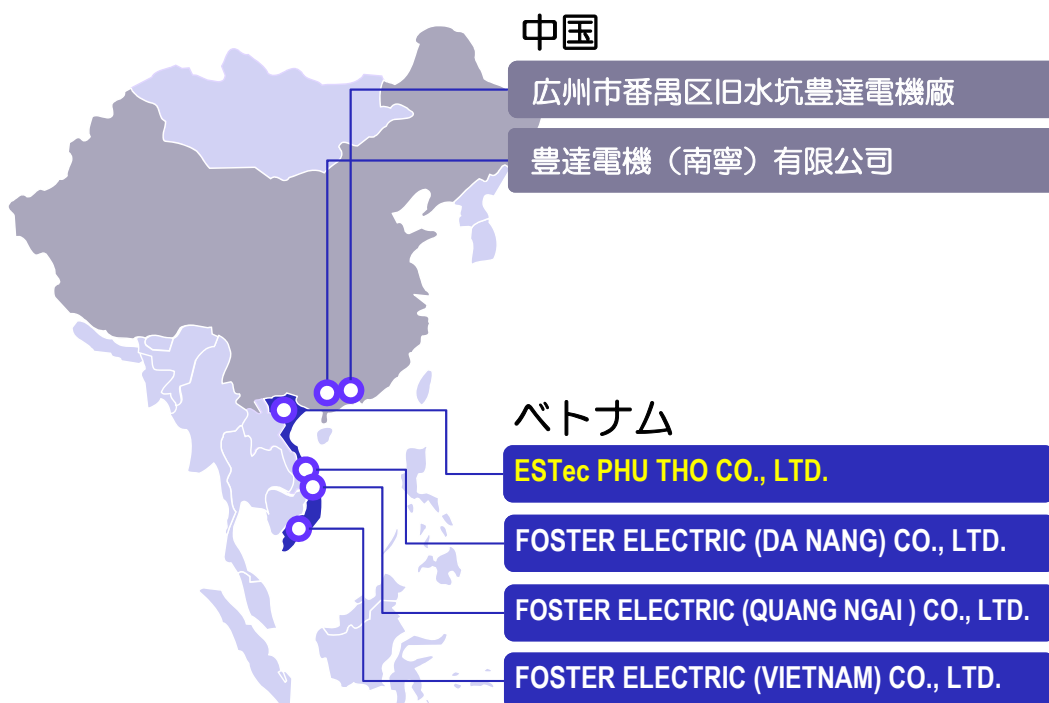 中国
広州市番禺区旧水坑豊達電機廠
豊達電機（南寧）有限公司
ベトナム
ESTec PHU THO CO., LTD.
FOSTER ELECTRIC (DA NANG) CO., LTD.
FOSTER ELECTRIC (QUANG NGAI ) CO., LTD.
FOSTER ELECTRIC (VIETNAM) CO., LTD.